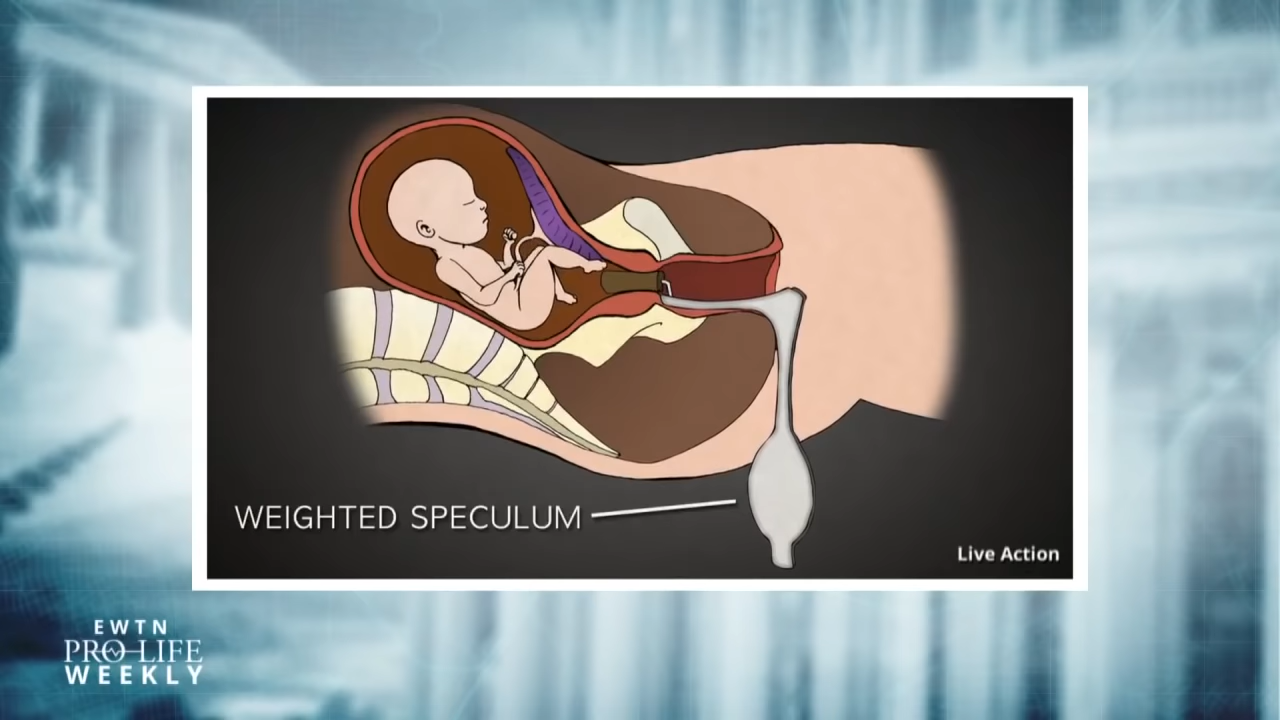 WEIGHTED SPECULUM
Live Action
EWTN
PRO-LIFE
WEEKLY